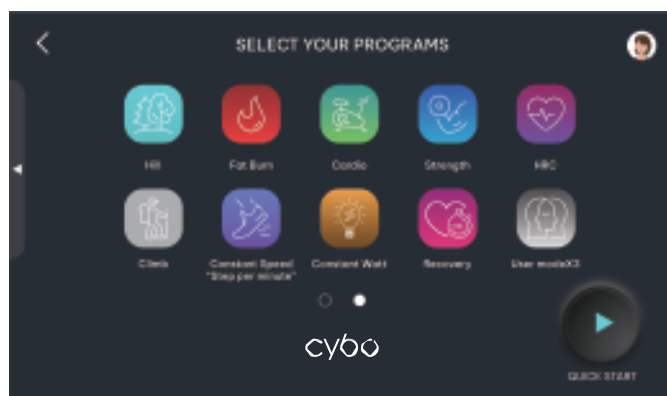 SELECT YOUR PROGRAMS
Hill
Fat Burn
Cardio
Strength
HRC
Climb
Constant Speed
"Step per minute"
Constant Watt
Recovery
User modeX3
cybo
QUICK START